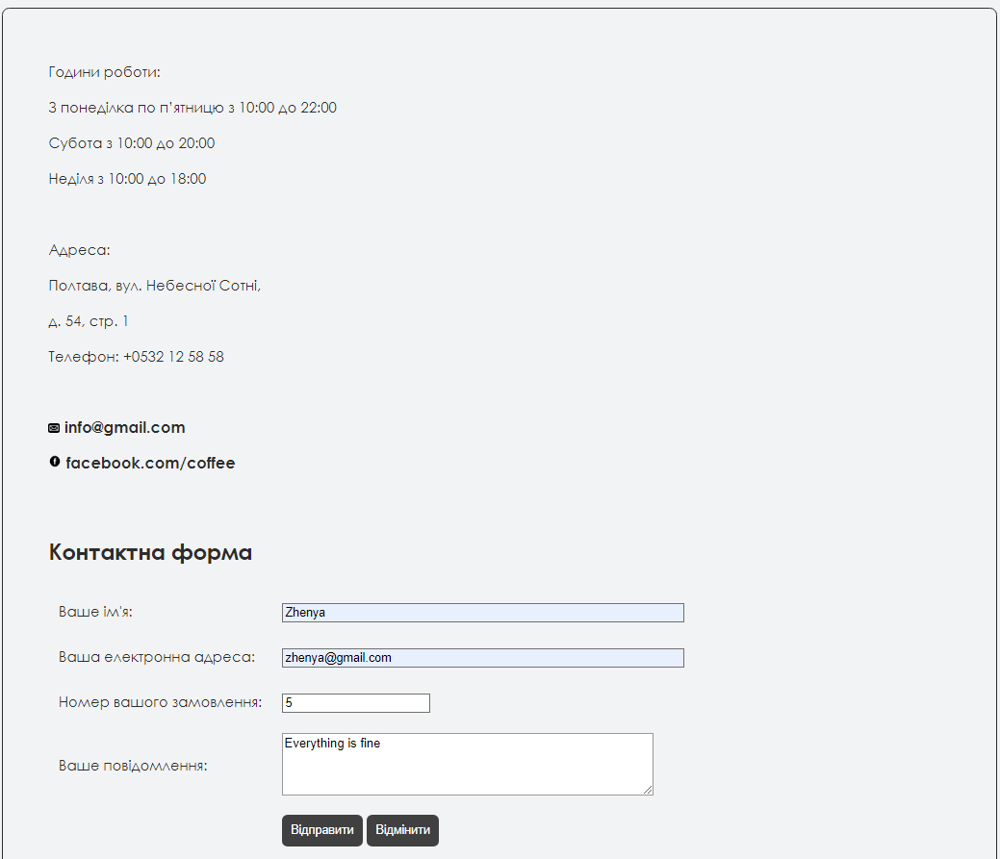 Години роботи:
З понеділка по п'ятницю з 10:00 до 22:00
Субота з 10:00 до 20:00
Неділя з 10:00 до 18:00
Адреса:
Полтава, вул. Небесної Сотні,
д. 54, стр. 1
Телефон: +0532 12 58 58
info@gmail.com
facebook.com/coffee
Контактна форма
Ваше ім'я: Zhenya
Ваша електронна адреса: zhenya@gmail.com
Номер вашого замовлення: 5
Ваше повідомлення: Everything is fine
Відправити Відмінити